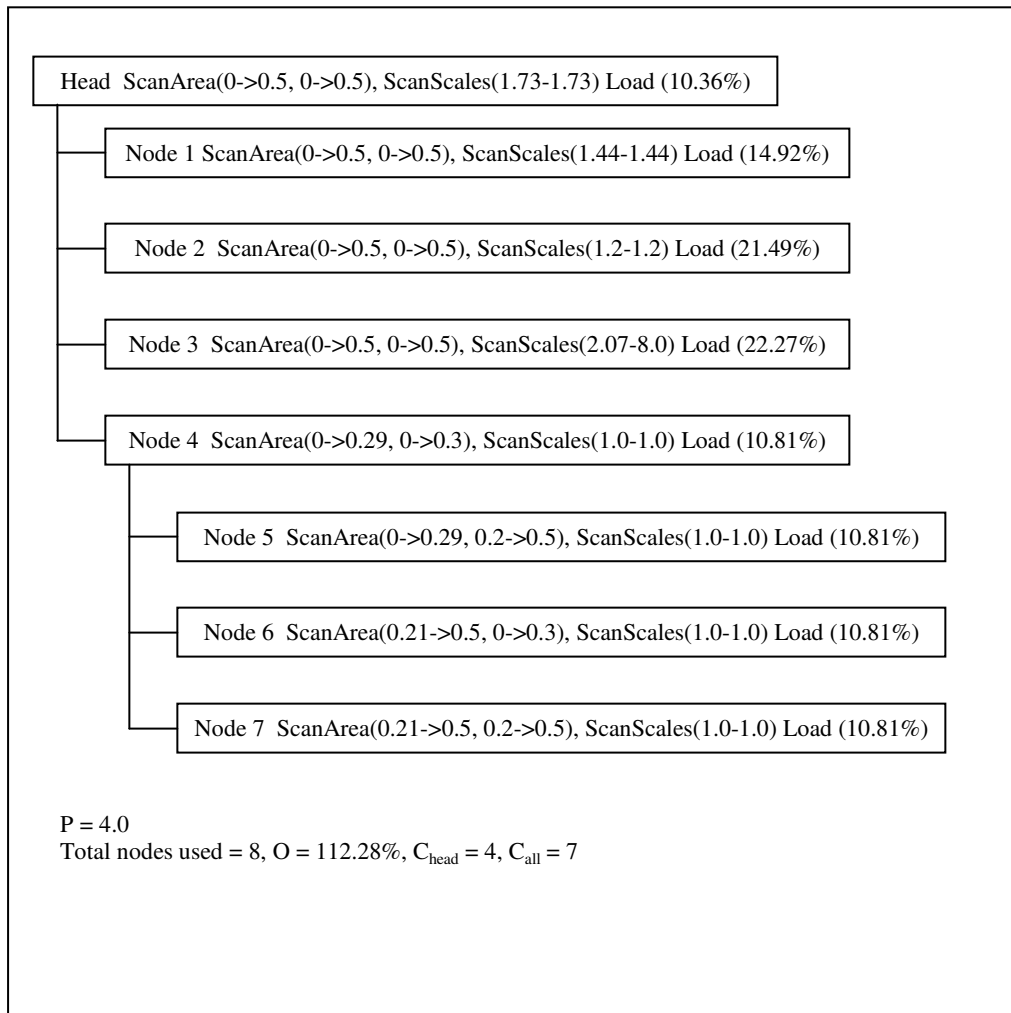 Head ScanArea(0->0.5, 0->0.5), ScanScales(1.73-1.73) Load (10.36%)
Node 1 ScanArea(0->0.5, 0->0.5), ScanScales(1.44-1.44) Load (14.92%)
Node 2 ScanArea(0->0.5, 0->0.5), ScanScales(1.2-1.2) Load (21.49%)
Node 3 ScanArea(0->0.5, 0->0.5), ScanScales(2.07-8.0) Load (22.27%)
Node 4 ScanArea(0->0.29, 0->0.3), ScanScales(1.0-1.0) Load (10.81%)
Node 5 ScanArea(0->0.29, 0.2->0.5), ScanScales(1.0-1.0) Load (10.81%)
Node 6 ScanArea(0.21->0.5, 0->0.3), ScanScales(1.0-1.0) Load (10.81%)
Node 7 ScanArea(0.21->0.5, 0.2->0.5), ScanScales(1.0-1.0) Load (10.81%)
P = 4.0
Total nodes used = 8, O = 112.28%, C_head = 4, C_all = 7